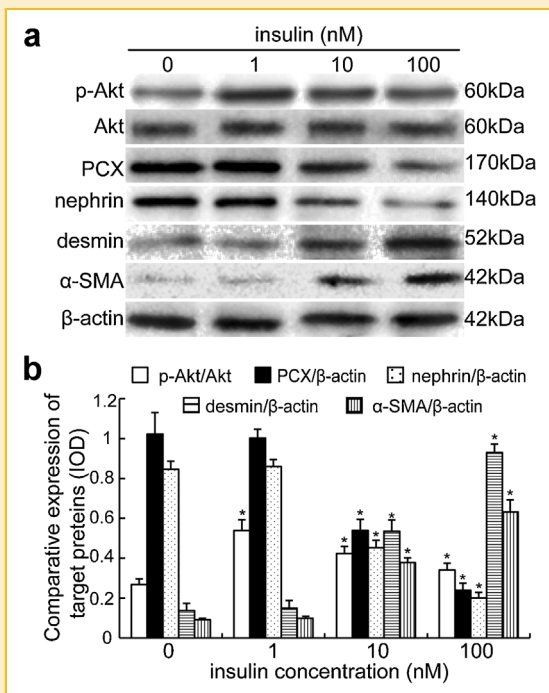 a
insulin (nM)
0 1 10 100
p-Akt 60kDa
Akt 60kDa
PCX 170kDa
nephrin 140kDa
desmin 52kDa
α-SMA 42kDa
β-actin 42kDa
b
p-Akt/Akt PCX/β-actin nephrin/β-actin
desmin/β-actin α-SMA/β-actin
Comparative expression of
target preteins (IOD)
1.2
1
0.8
0.6
0.4
0.2
0
* * * * * * * * * * *
0 1 10 100
insulin concentration (nM)